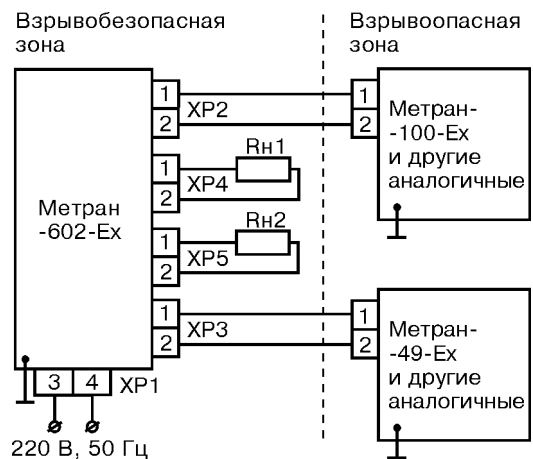 Взрывобезопасная
зона
Взрывоопасная
зона
1
2
XP2
1
2
Метран-
-100-Ex
и другие
аналогичные
Rн1
1
2
XP4
Метран
-602-Ex
Rн2
1
2
XP5
1
2
XP3
1
2
Метран-
-49-Ex
и другие
аналогичные
3
4
XP1
220 В, 50 Гц